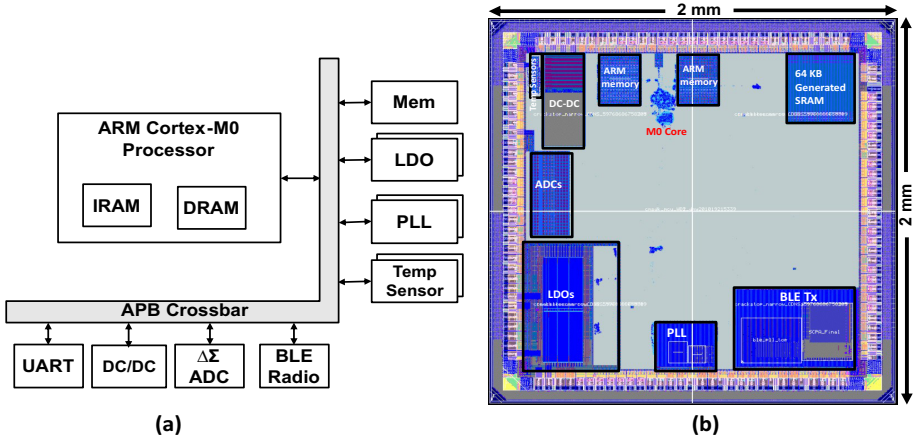 ARM Cortex-M0
Processor
IRAM
DRAM
Mem
LDO
PLL
Temp
Sensor
APB Crossbar
UART
DC/DC
ΔΣ
ADC
BLE
Radio
(a)
2 mm
2 mm
Temp Sensors
DC-DC
ARM
memory
ARM
memory
M0 Core
64 KB
Generated
SRAM
ADCs
LDOs
PLL
BLE Tx
SCPA_Final
(b)